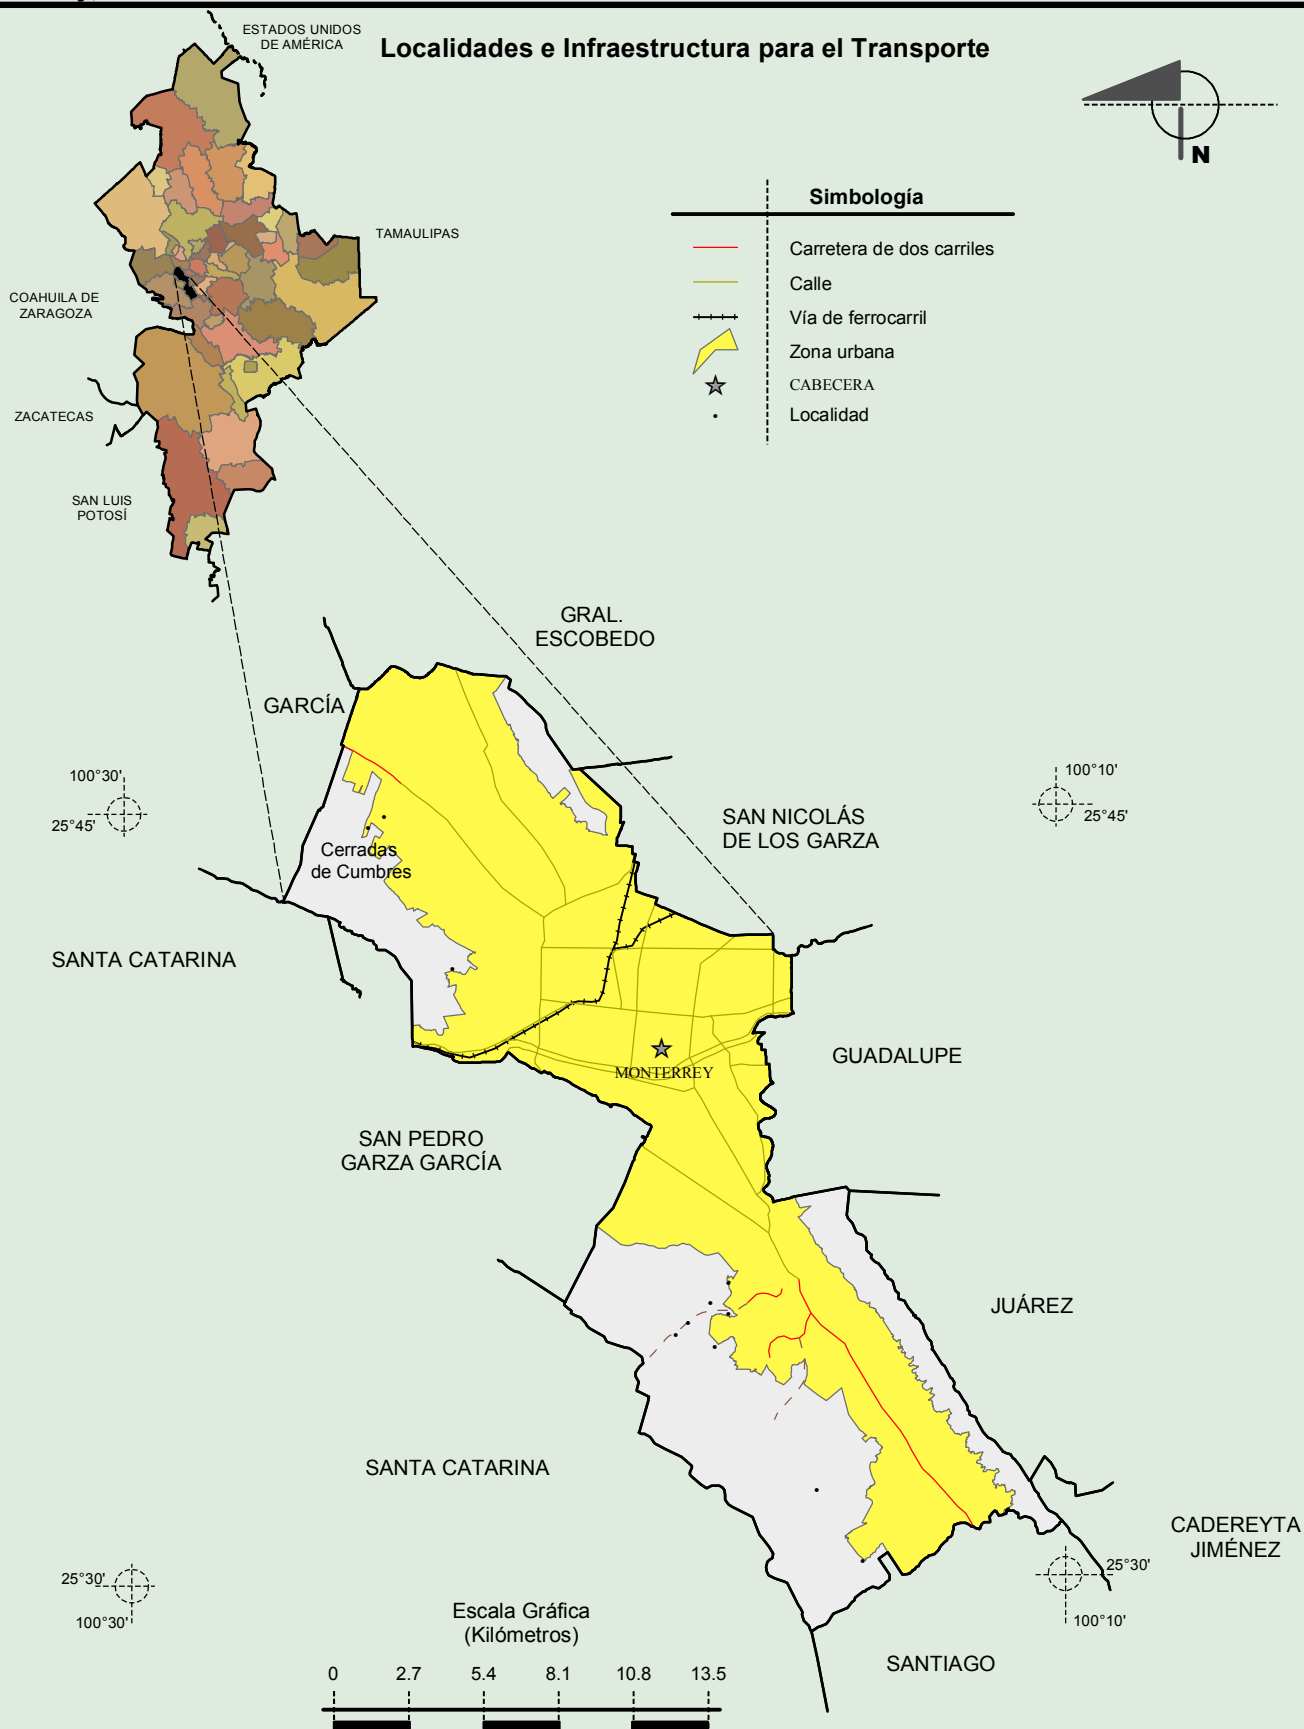 ESTADOS UNIDOS
DE AMÉRICA
Localidades e Infraestructura para el Transporte
N
Simbología
Carretera de dos carriles
Calle
Vía de ferrocarril
Zona urbana
CABECERA
Localidad
TAMAULIPAS
COAHUILA DE
ZARAGOZA
ZACATECAS
SAN LUIS
POTOSÍ
GRAL.
ESCOBEDO
GARCÍA
100°30'
25°45'
100°10'
25°45'
SAN NICOLÁS
DE LOS GARZA
Cerradas
de Cumbres
SANTA CATARINA
GUADALUPE
MONTERREY
SAN PEDRO
GARZA GARCÍA
JUÁREZ
SANTA CATARINA
CADEREYTA
JIMÉNEZ
25°30'
100°30'
25°30'
100°10'
Escala Gráfica
(Kilómetros)
SANTIAGO
0 2.7 5.4 8.1 10.8 13.5